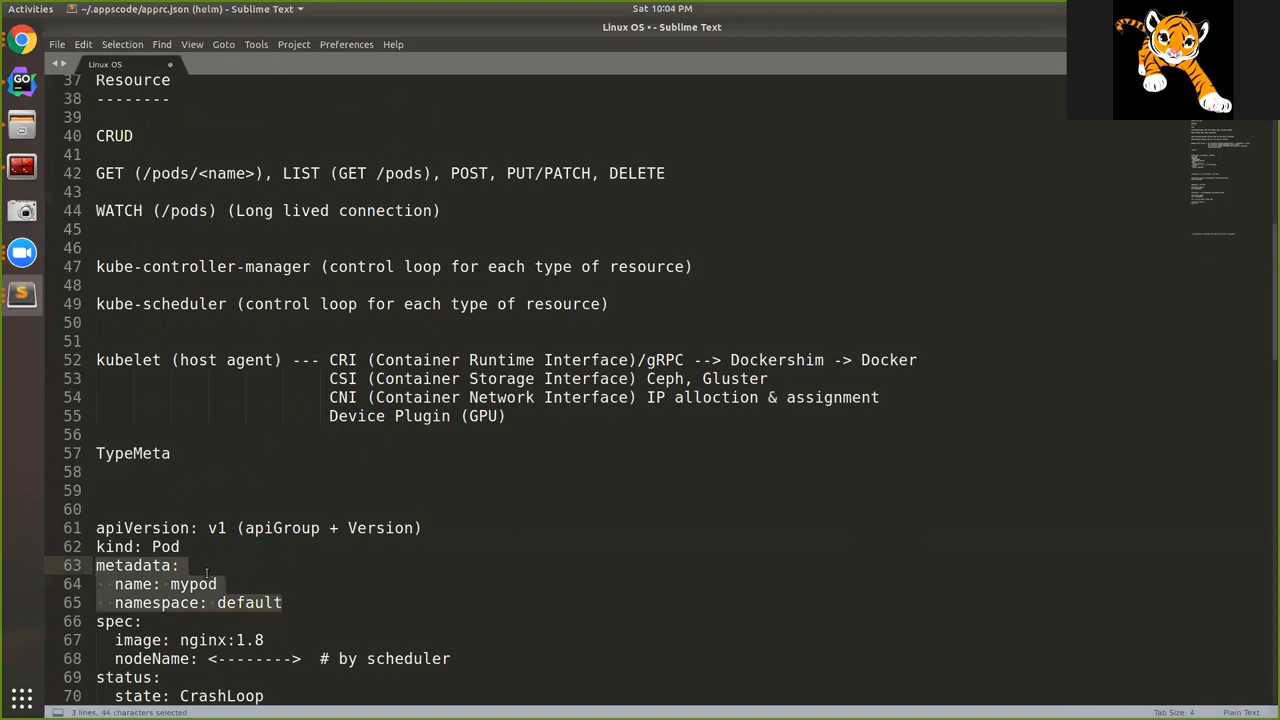 Activities
~/.appscode/apprc.json (helm) - Sublime Text
Sat 10:04 PM
Linux OS • - Sublime Text
File Edit Selection Find View Goto Tools Project Preferences Help
Linux OS
37 Resource
38 --------
39
40 CRUD
41
42 GET (/pods/<name>), LIST (GET /pods), POST, PUT/PATCH, DELETE
43
44 WATCH (/pods) (Long lived connection)
45
46
47 kube-controller-manager (control loop for each type of resource)
48
49 kube-scheduler (control loop for each type of resource)
50
51
52 kubelet (host agent) --- CRI (Container Runtime Interface)/gRPC --> Dockershim -> Docker
53 CSI (Container Storage Interface) Ceph, Gluster
54 CNI (Container Network Interface) IP alloction & assignment
55 Device Plugin (GPU)
56
57 TypeMeta
58
59
60
61 apiVersion: v1 (apiGroup + Version)
62 kind: Pod
63 metadata:
64 name: mypod
65 namespace: default
66 spec:
67 image: nginx:1.8
68 nodeName: <--------> # by scheduler
69 status:
70 state: CrashLoop
GO
S
3 lines, 44 characters selected
Tab Size: 4
Plain Text